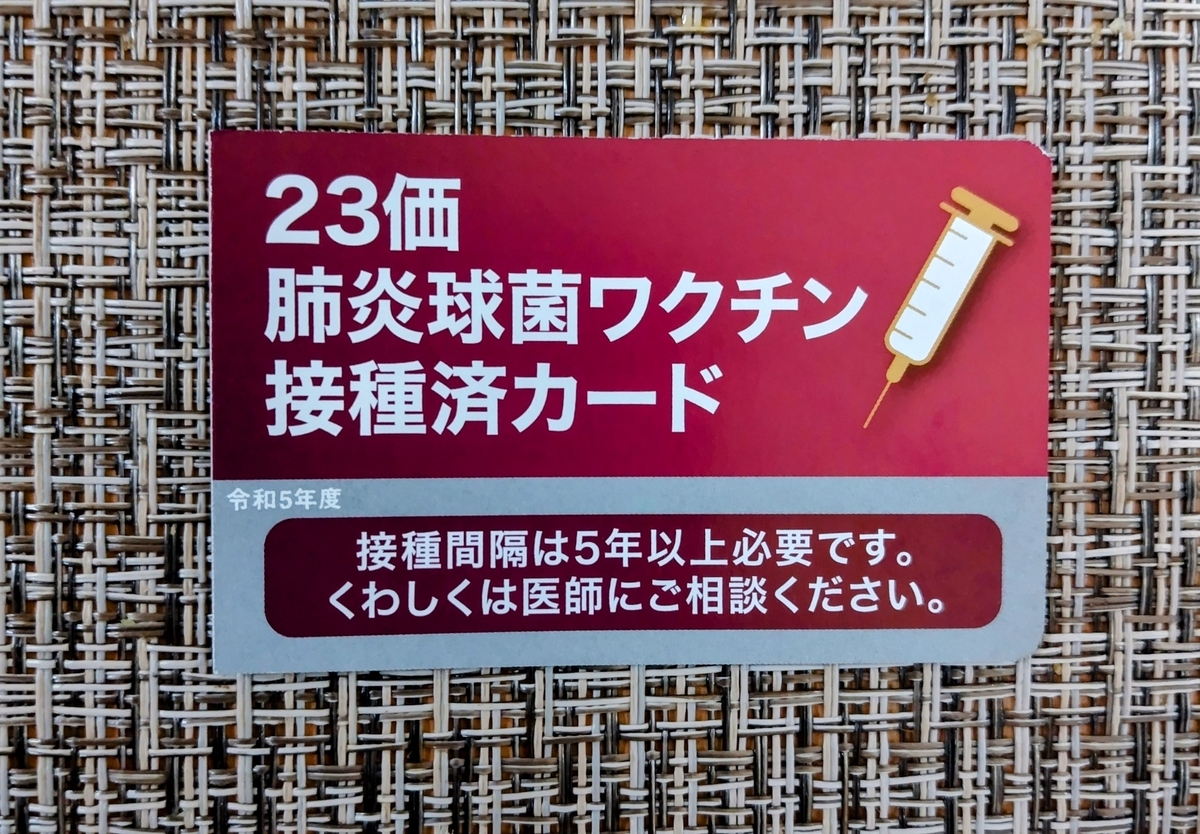 23価
肺炎球菌ワクチン
接種済カード
令和5年度
接種間隔は5年以上必要です。
くわしくは医師にご相談ください。